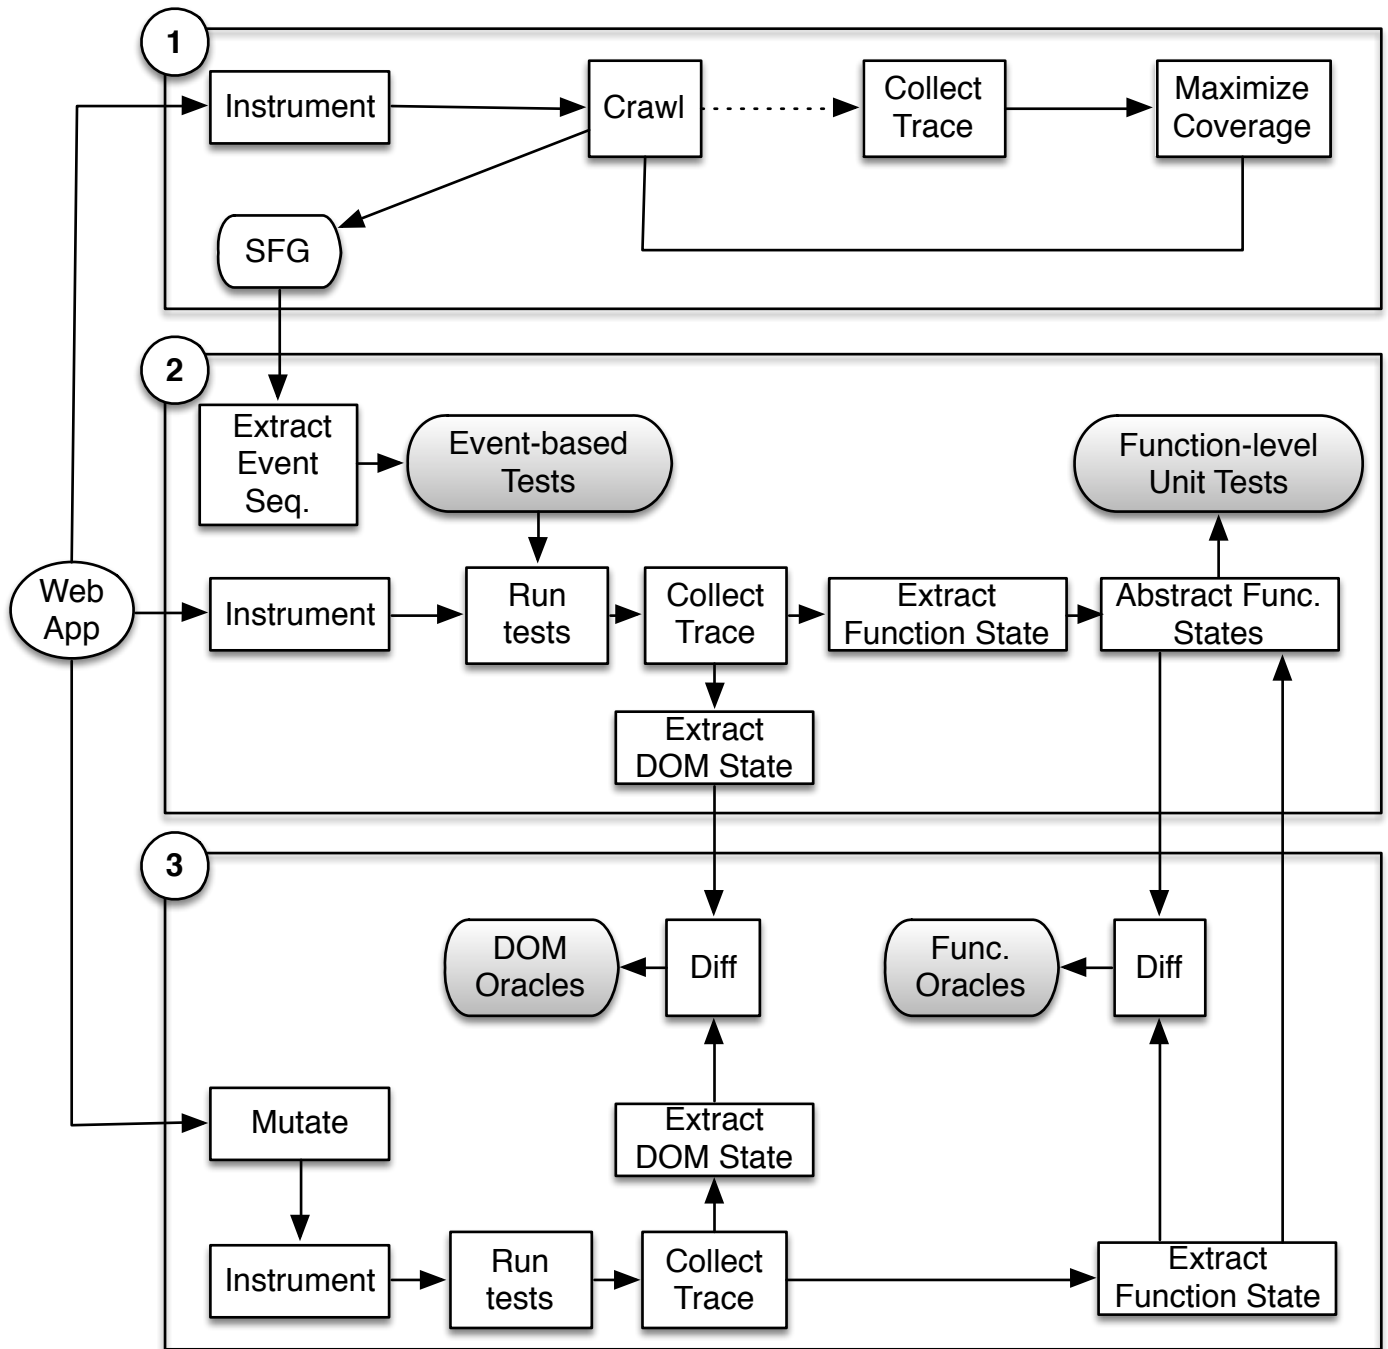 1
Instrument
Crawl
Collect
Trace
Maximize
Coverage
SFG
2
Extract
Event
Seq.
Event-based
Tests
Function-level
Unit Tests
Web
App
Instrument
Run
tests
Collect
Trace
Extract
Function State
Abstract Func.
States
Extract
DOM State
3
DOM
Oracles
Diff
Func.
Oracles
Diff
Mutate
Extract
DOM State
Instrument
Run
tests
Collect
Trace
Extract
Function State